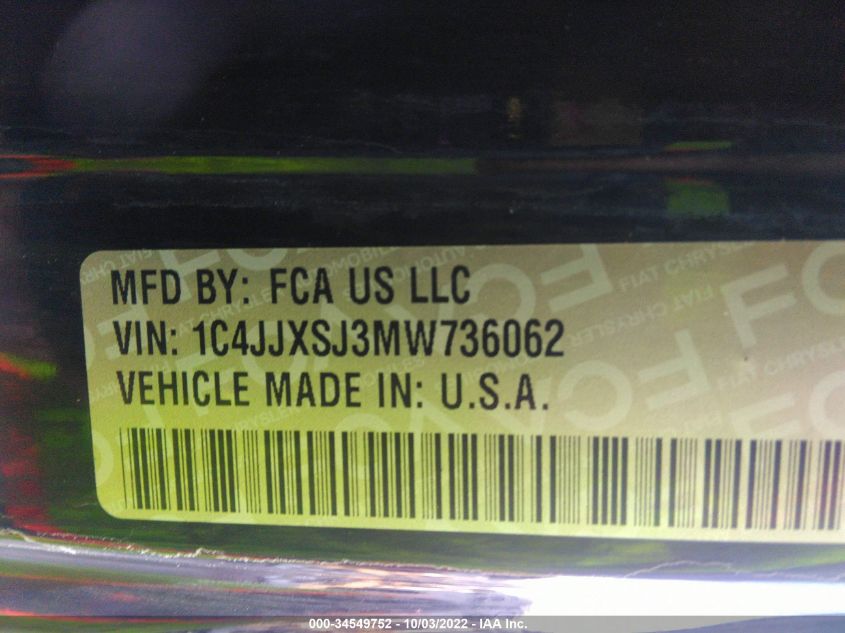 MFD BY: FCA US LLC
VIN: 1C4JJXSJ3MW736062
VEHICLE MADE IN: U.S.A.
000-34549752 - 10/03/2022 - IAA Inc.